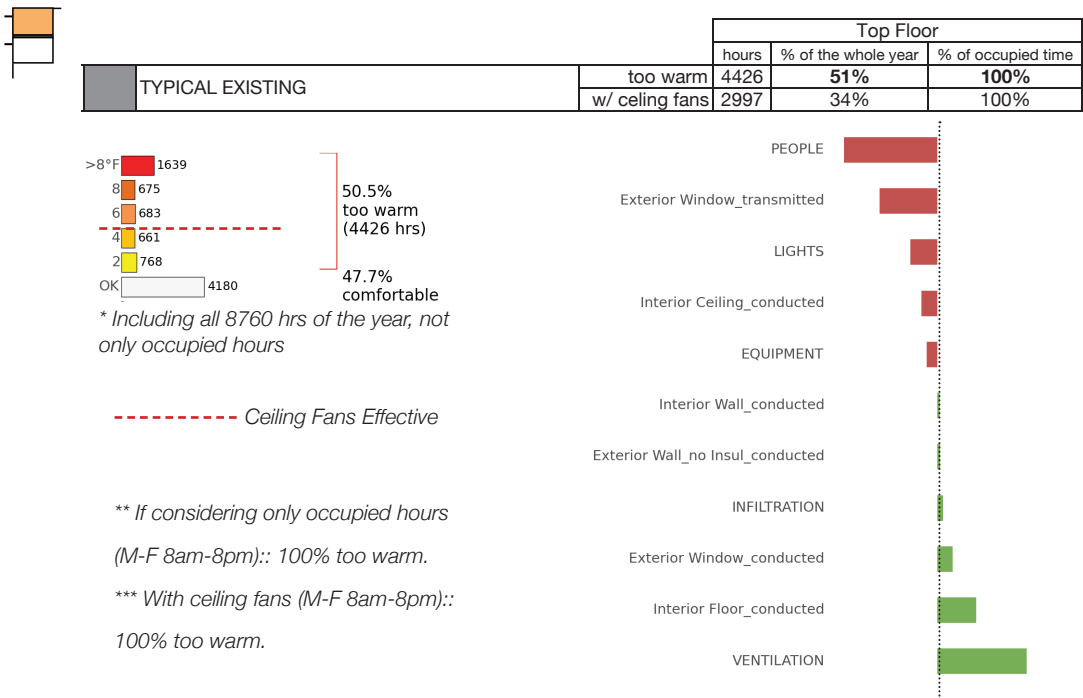 Top Floor
hours % of the whole year % of occupied time
TYPICAL EXISTING too warm 4426 51% 100%
w/ celing fans 2997 34% 100%
>8°F 1639
8 675
6 683
4 661
2 768
OK 4180
50.5%
too warm
(4426 hrs)
47.7%
comfortable
* Including all 8760 hrs of the year, not
only occupied hours
Ceiling Fans Effective
** If considering only occupied hours
(M-F 8am-8pm):: 100% too warm.
*** With ceiling fans (M-F 8am-8pm)::
100% too warm.
PEOPLE
Exterior Window_transmitted
LIGHTS
Interior Ceiling_conducted
EQUIPMENT
Interior Wall_conducted
Exterior Wall_no Insul_conducted
INFILTRATION
Exterior Window_conducted
Interior Floor_conducted
VENTILATION